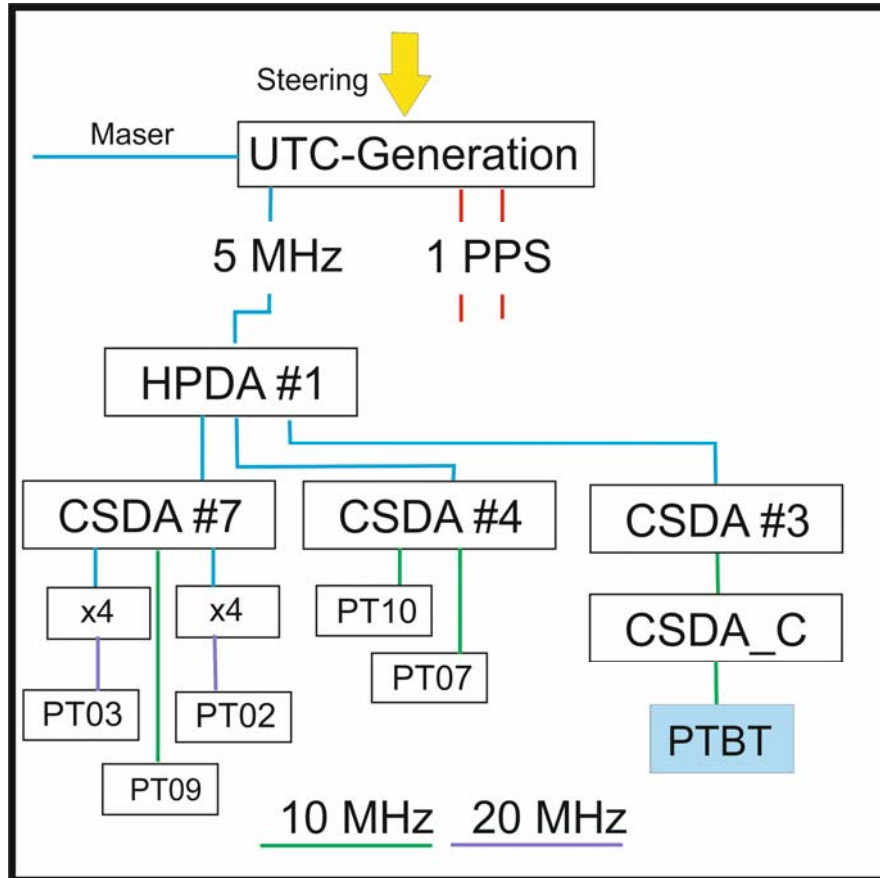 Steering
Maser
UTC-Generation
5 MHz
1 PPS
HPDA #1
CSDA #7
CSDA #4
CSDA #3
x4
x4
PT10
CSDA_C
PT03
PT02
PT07
PTBT
PT09
10 MHz
20 MHz